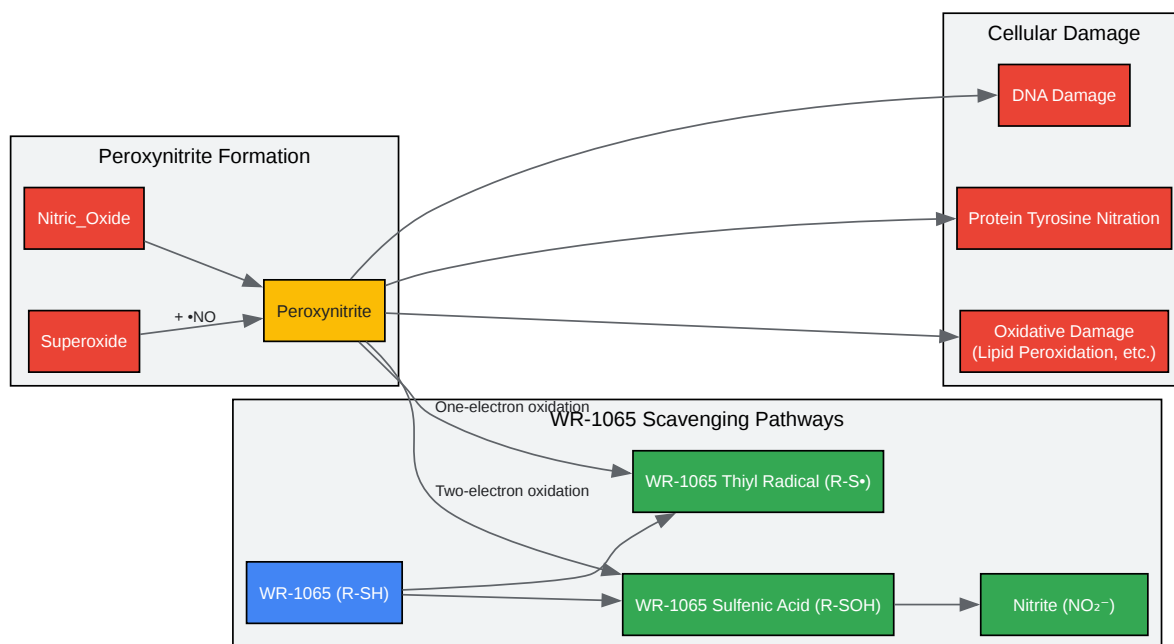 Cellular Damage
DNA Damage
Peroxynitrite Formation
Nitric_Oxide
Protein Tyrosine Nitration
Peroxynitrite
+ •NO
Superoxide
Oxidative Damage
(Lipid Peroxidation, etc.)
One-electron oxidation
WR-1065 Scavenging Pathways
WR-1065 Thiyl Radical (R-S•)
Two-electron oxidation
WR-1065 (R-SH)
WR-1065 Sulfenic Acid (R-SOH)
Nitrite (NO₂⁻)